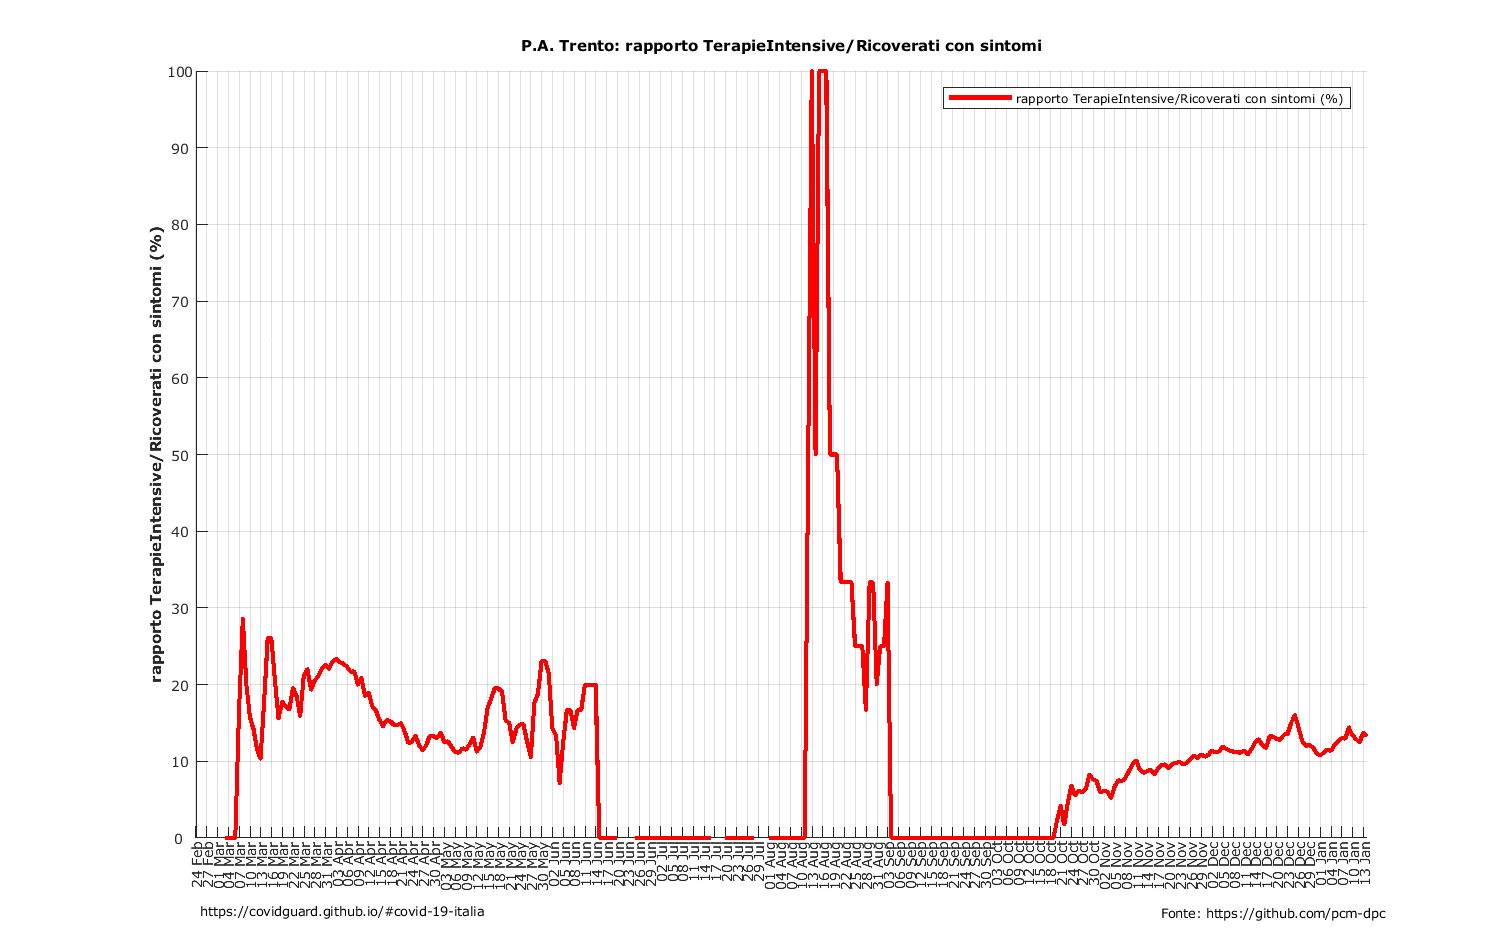 P.A. Trento: rapporto TerapieIntensive/Ricoverati con sintomi
rapporto TerapieIntensive/Ricoverati con sintomi (%)
rapporto TerapieIntensive/Ricoverati con sintomi (%)
100
90
80
70
60
50
40
30
20
10
0
24 Feb
27 Feb
01 Mar
04 Mar
07 Mar
10 Mar
13 Mar
16 Mar
19 Mar
22 Mar
25 Mar
28 Mar
31 Mar
03 Apr
06 Apr
09 Apr
12 Apr
15 Apr
18 Apr
21 Apr
24 Apr
27 Apr
30 Apr
03 May
06 May
09 May
12 May
15 May
18 May
21 May
24 May
27 May
30 May
02 Jun
05 Jun
08 Jun
11 Jun
14 Jun
17 Jun
20 Jun
23 Jun
26 Jun
29 Jun
02 Jul
05 Jul
08 Jul
11 Jul
14 Jul
17 Jul
20 Jul
23 Jul
26 Jul
29 Jul
01 Aug
04 Aug
07 Aug
10 Aug
13 Aug
16 Aug
19 Aug
22 Aug
25 Aug
28 Aug
31 Aug
03 Sep
06 Sep
09 Sep
12 Sep
15 Sep
18 Sep
21 Sep
24 Sep
27 Sep
30 Sep
03 Oct
06 Oct
09 Oct
12 Oct
15 Oct
18 Oct
21 Oct
24 Oct
27 Oct
30 Oct
02 Nov
05 Nov
08 Nov
11 Nov
14 Nov
17 Nov
20 Nov
23 Nov
26 Nov
29 Nov
02 Dec
05 Dec
08 Dec
11 Dec
14 Dec
17 Dec
20 Dec
23 Dec
26 Dec
29 Dec
01 Jan
04 Jan
07 Jan
10 Jan
13 Jan
https://covidguard.github.io/#covid-19-italia
Fonte: https://github.com/pcm-dpc